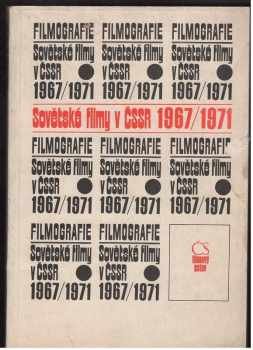 FILMOGRAFIE FILMOGRAFIE FILMOGRAFIE
Sovětské filmy Sovětské filmy Sovětské filmy
v ČSSR v ČSSR v ČSSR
1967/1971 1967/1971 1967/1971
Sovětské filmy v ČSSR 1967/1971
FILMOGRAFIE FILMOGRAFIE FILMOGRAFIE
Sovětské filmy Sovětské filmy Sovětské filmy
v ČSSR v ČSSR v ČSSR
1967/1971 1967/1971 1967/1971
FILMOGRAFIE FILMOGRAFIE
Sovětské filmy Sovětské filmy
v ČSSR v ČSSR
1967/1971 1967/1971
filmový
ústav